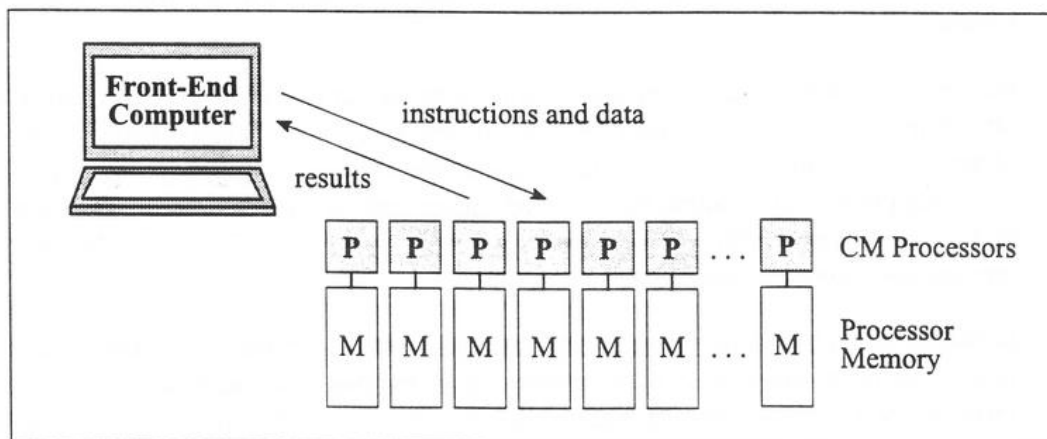 Front-End
Computer
instructions and data
results
P P P P P P . . . P CM Processors
M M M M M M . . . M Processor
Memory